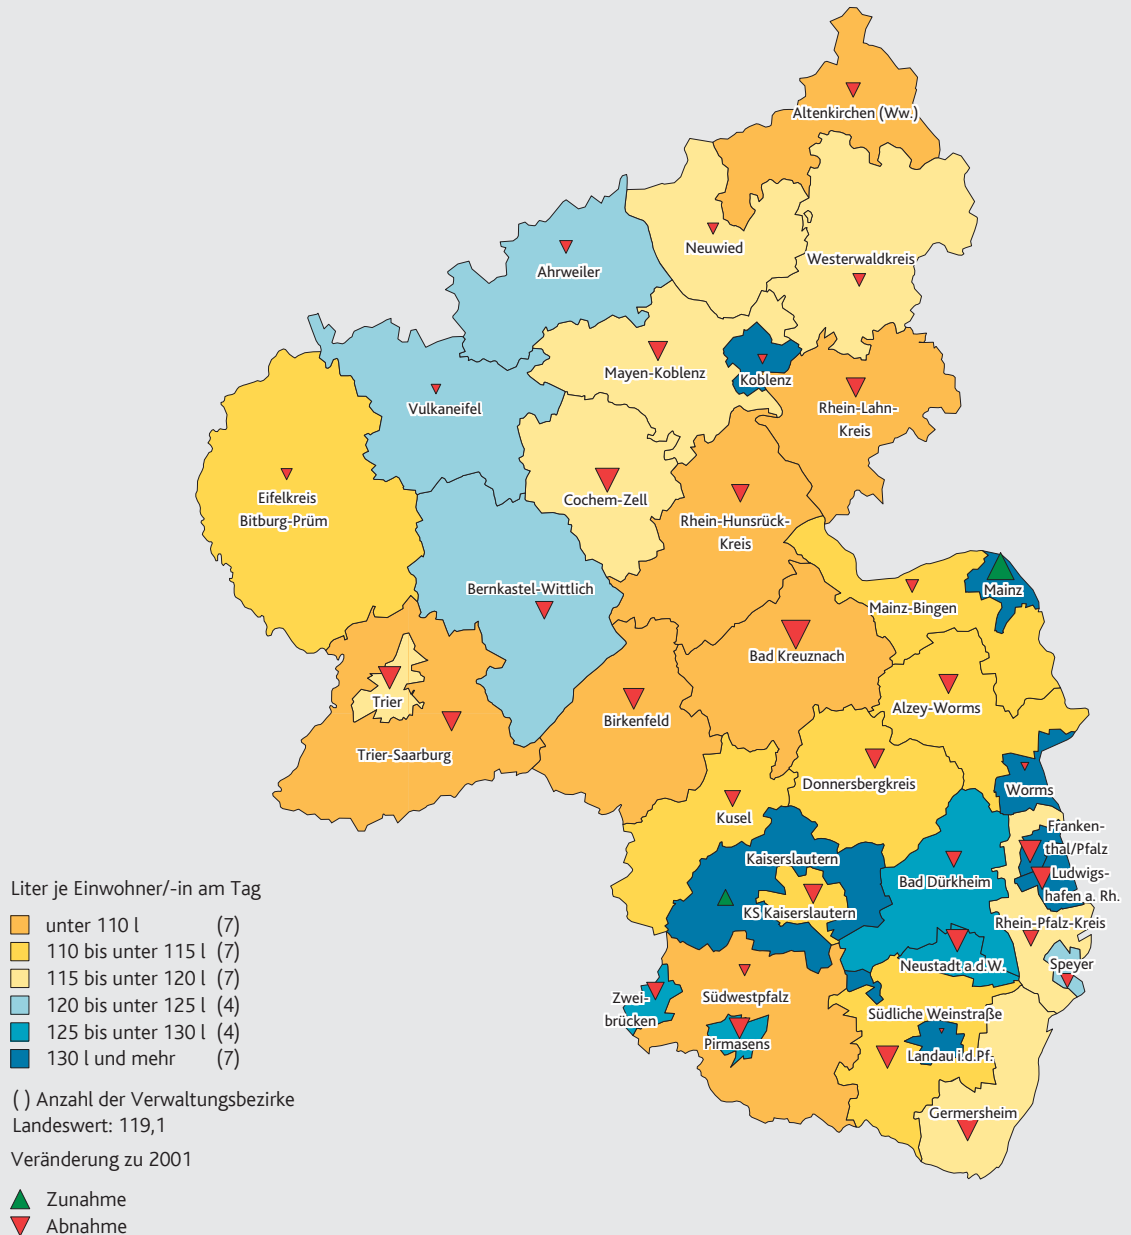 Altenkirchen (Ww.)
Neuwied
Westerwaldkreis
Ahrweiler
Mayen-Koblenz
Koblenz
Vulkaneifel
Rhein-Lahn-
Kreis
Eifelkreis
Bitburg-Prüm
Cochem-Zell
Rhein-Hunsrück-
Kreis
Bernkastel-Wittlich
Mainz-Bingen
Mainz
Bad Kreuznach
Trier
Birkenfeld
Alzey-Worms
Trier-Saarburg
Donnersbergkreis
Worms
Kusel
Franken-
thal/Pfalz
Kaiserslautern
Bad Dürkheim
Ludwigs-
hafen a. Rh.
KS Kaiserslautern
Rhein-Pfalz-Kreis
Neustadt a.d.W.
Speyer
Zwei-
brücken
Südwestpfalz
Südliche Weinstraße
Pirmasens
Landau i.d.Pf.
Germersheim
Liter je Einwohner/-in am Tag
unter 110 l (7)
110 bis unter 115 l (7)
115 bis unter 120 l (7)
120 bis unter 125 l (4)
125 bis unter 130 l (4)
130 l und mehr (7)
( ) Anzahl der Verwaltungsbezirke
Landeswert: 119,1
Veränderung zu 2001
Zunahme
Abnahme